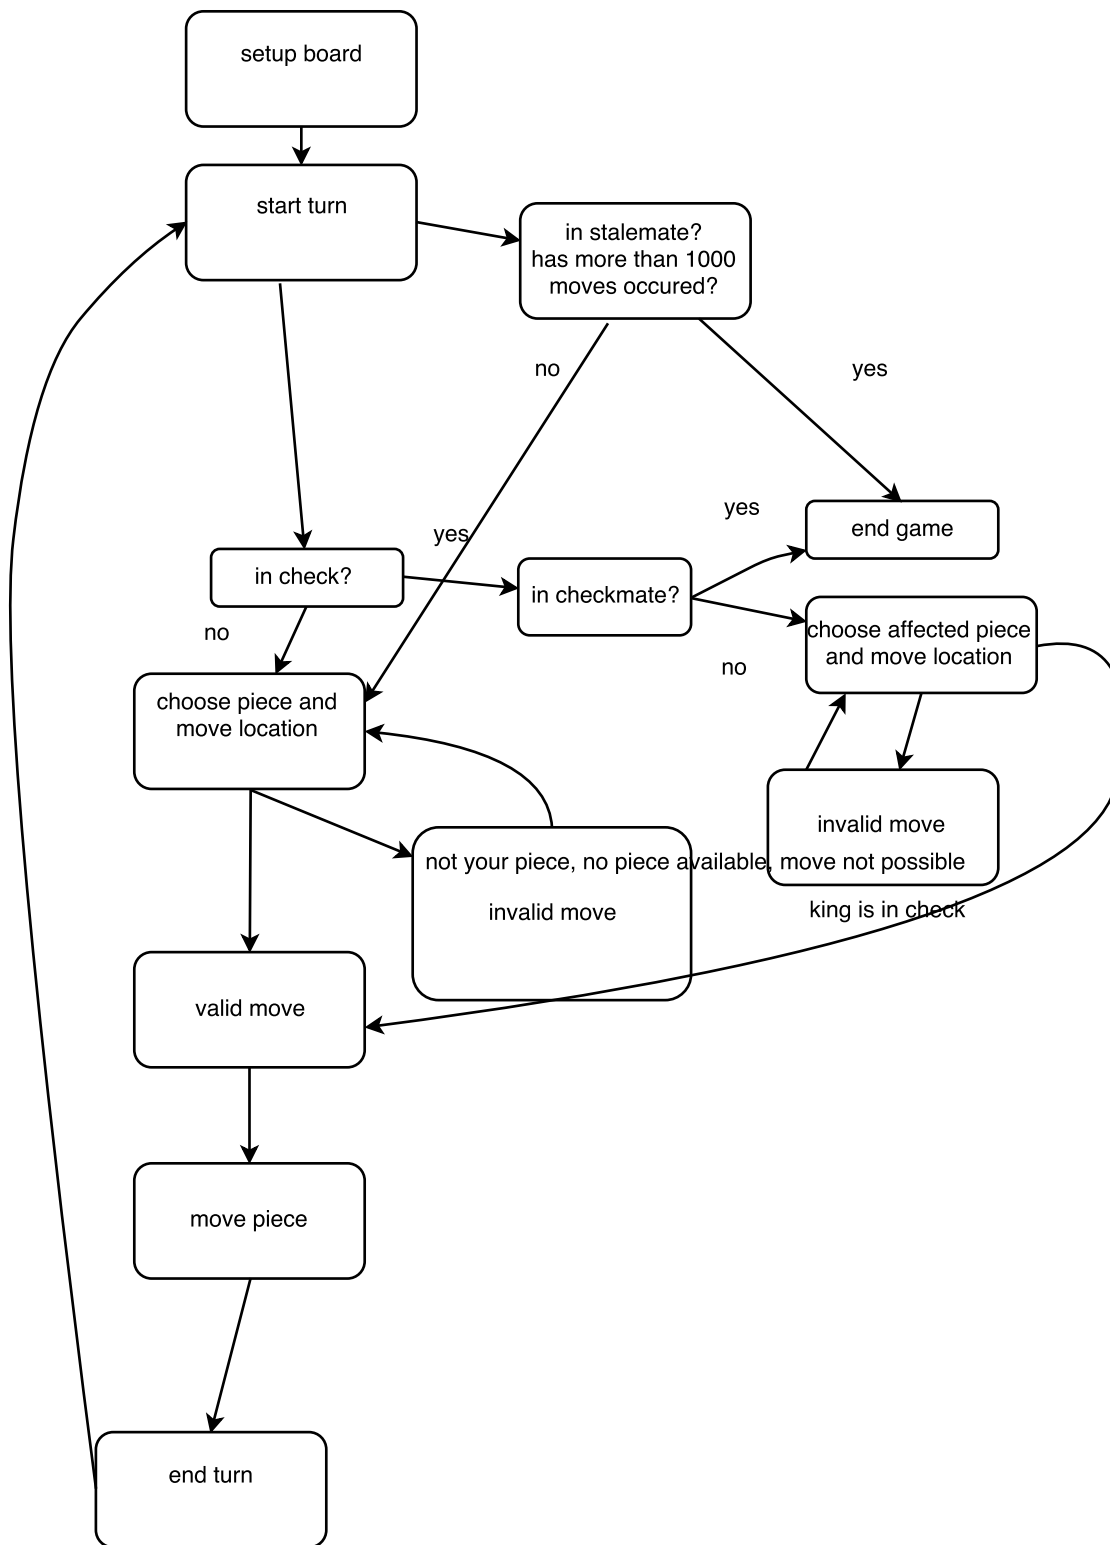 setup board
start turn
in stalemate?
has more than 1000
moves occured?
no
yes
yes
yes
end game
in check?
in checkmate?
no
choose affected piece
and move location
no
choose piece and
move location
invalid move
not your piece, no piece available, move not possible
invalid move
king is in check
valid move
move piece
end turn